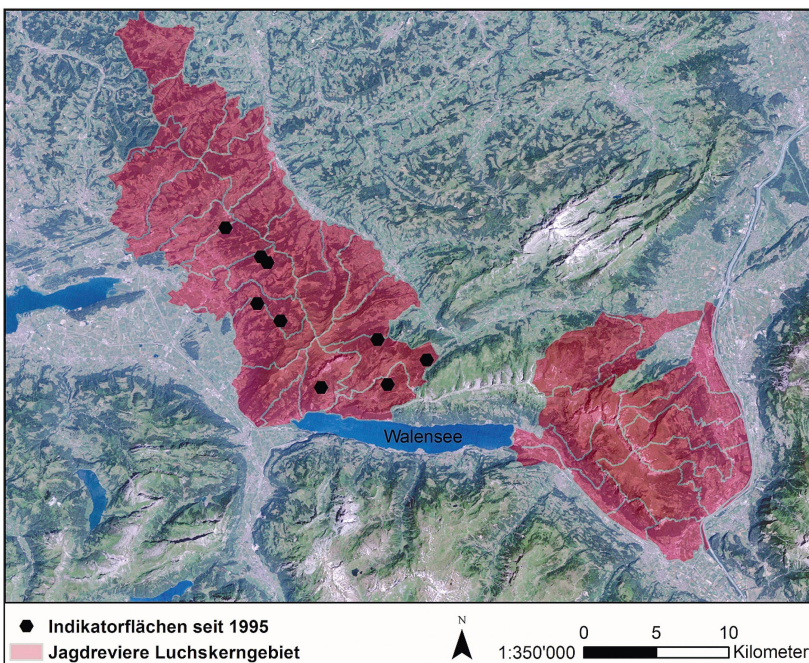 Walensee
Indikatorflächen seit 1995
Jagdreviere Luchskerngebiet
N
1:350'000
0 5 10
Kilometer